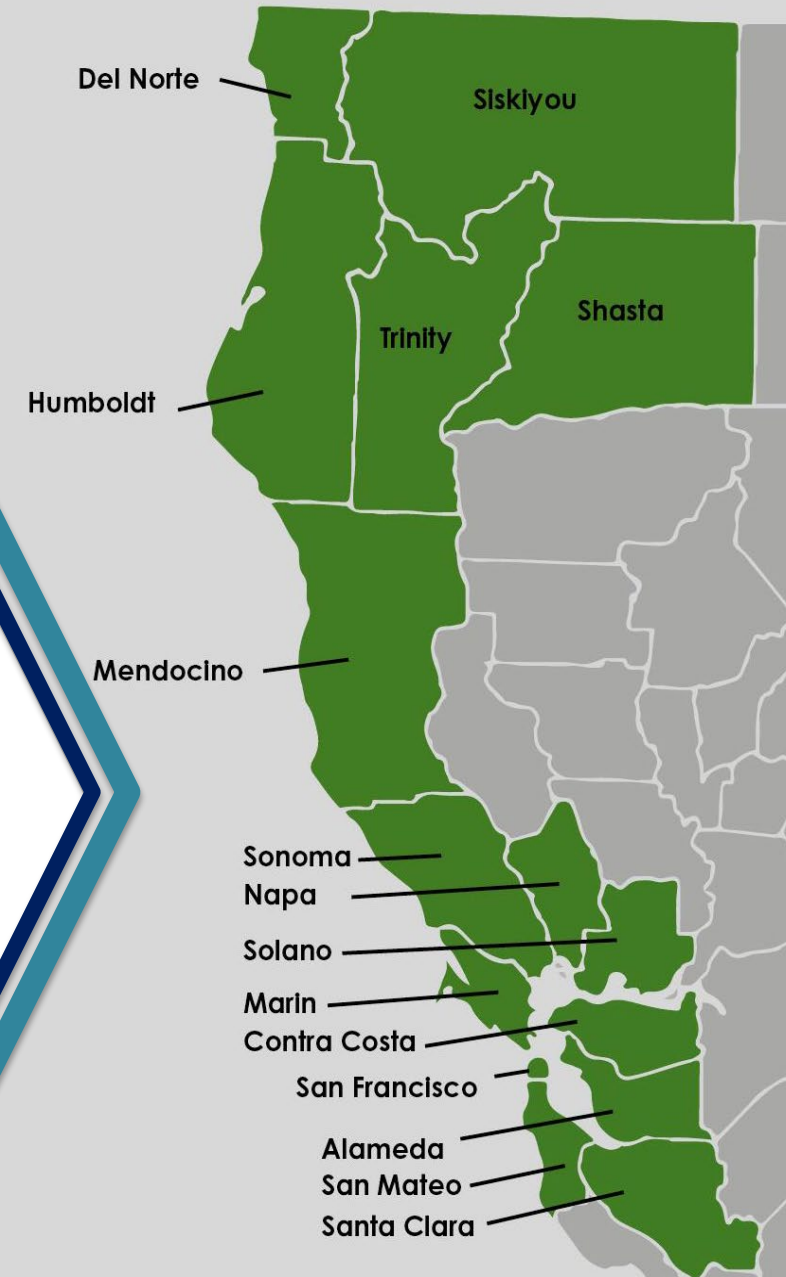 Del Norte
Siskiyou
Shasta
Trinity
Humboldt
Mendocino
Sonoma
Napa
Solano
Marin
Contra Costa
San Francisco
Alameda
San Mateo
Santa Clara